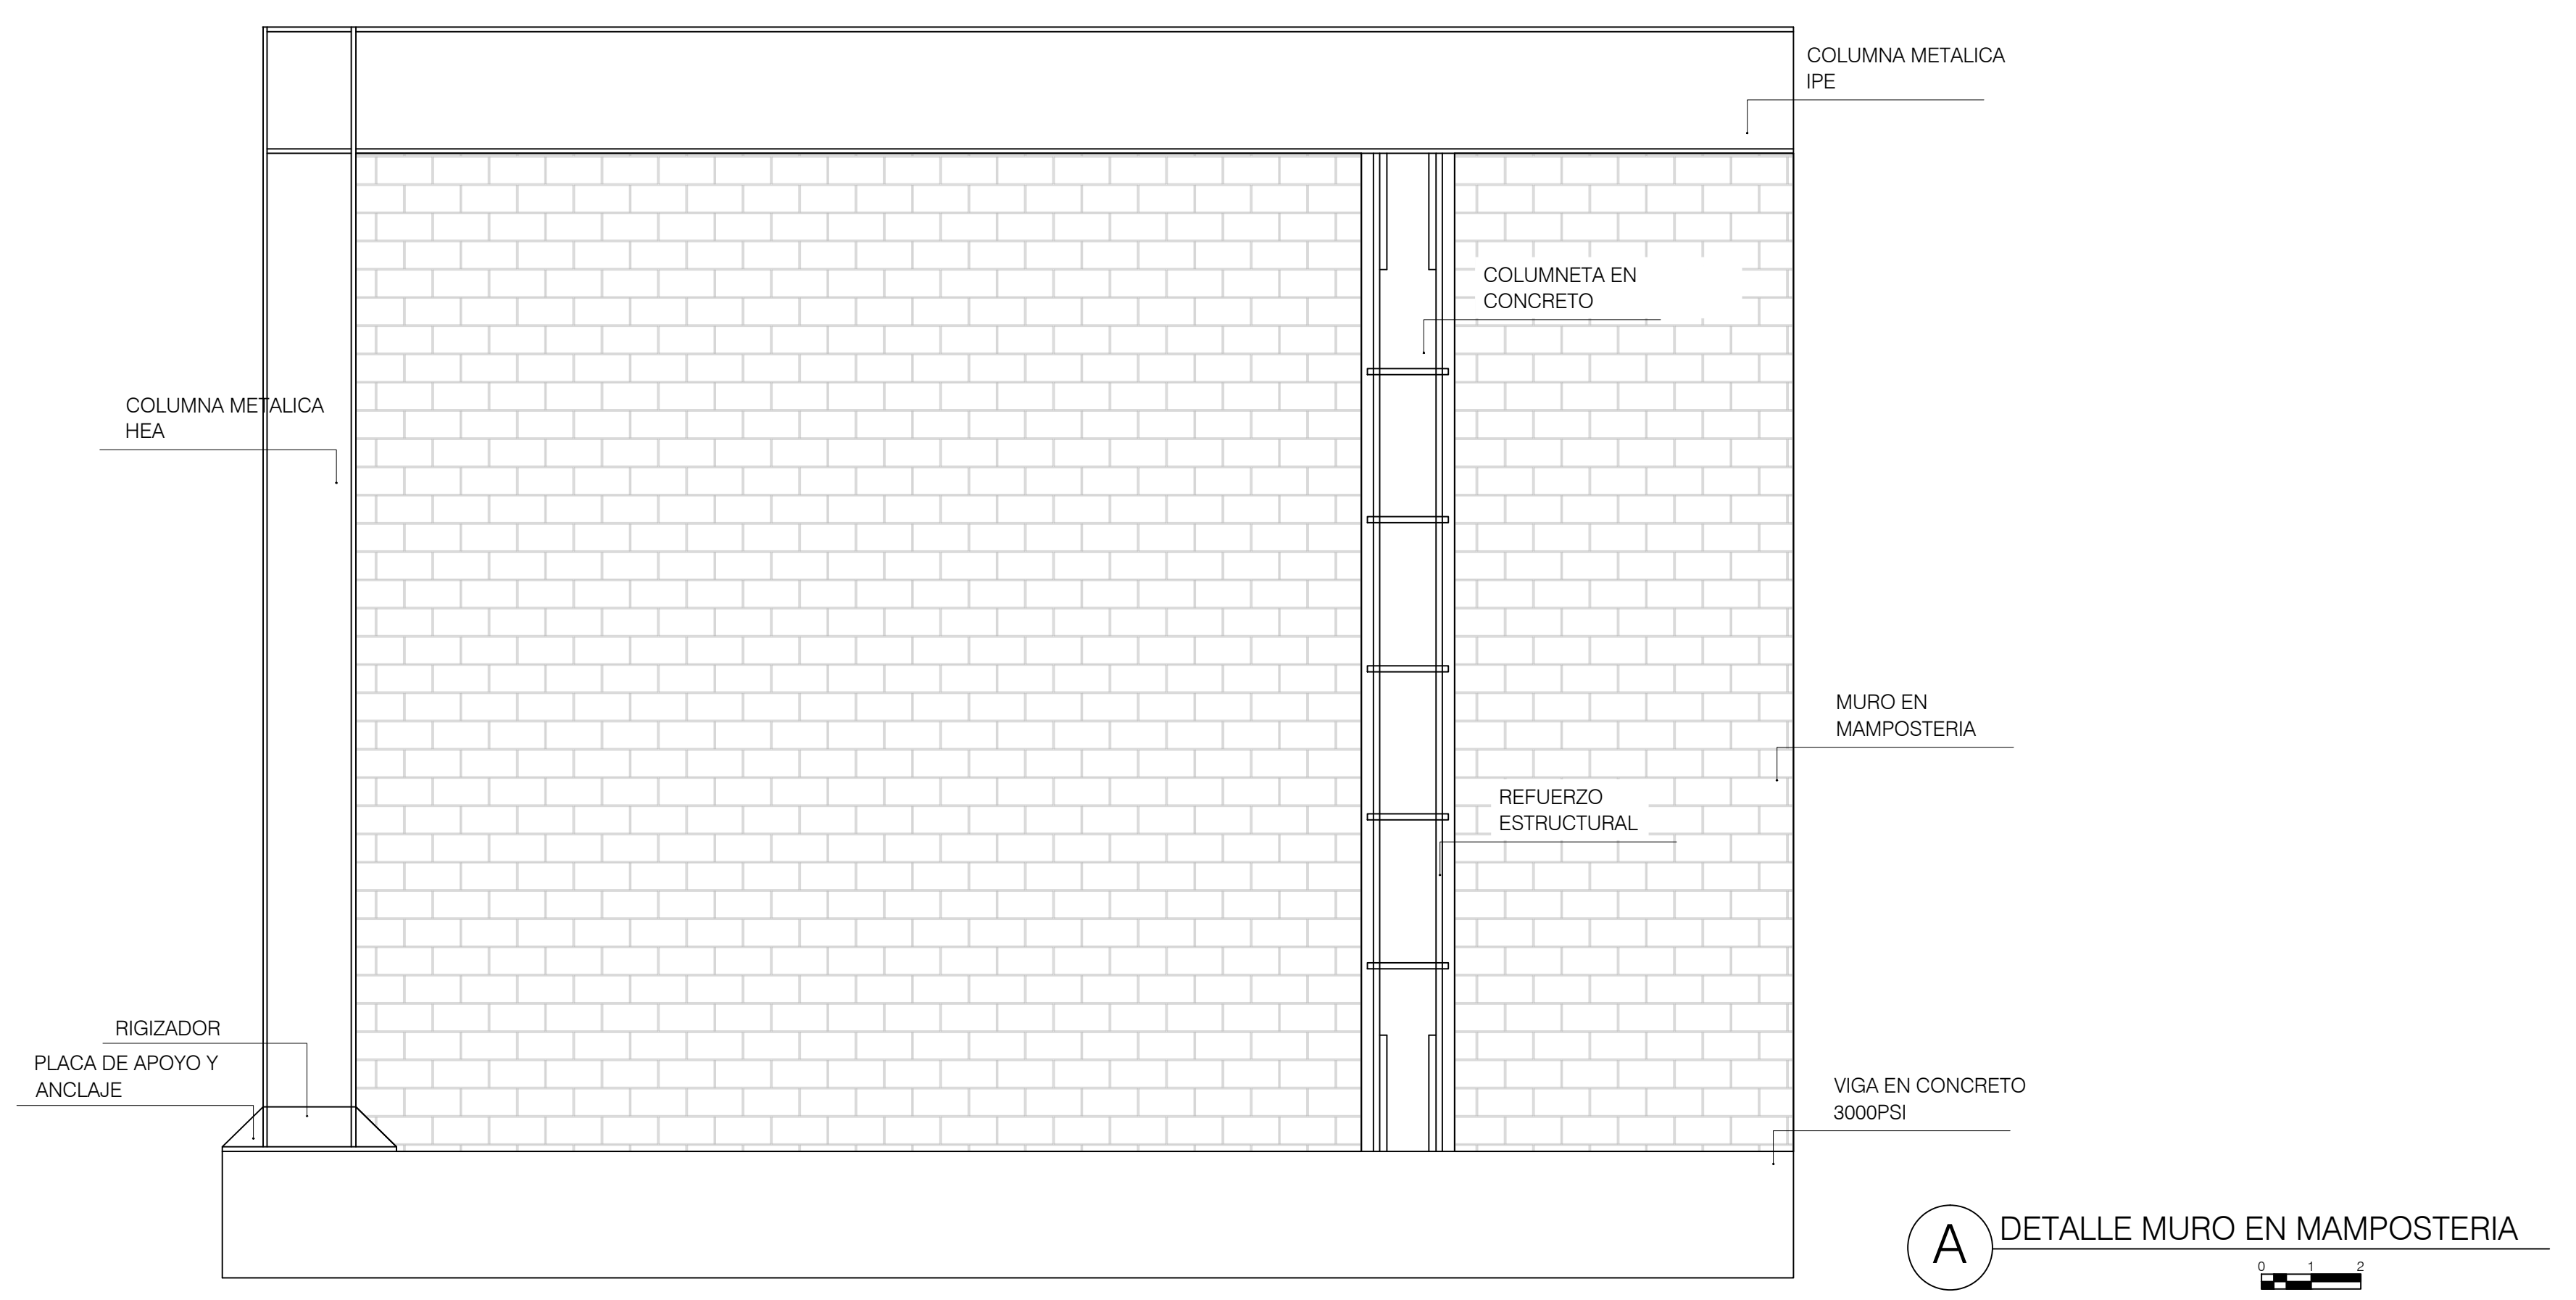 COLUMNA METALICA
IPE
COLUMNETA EN
CONCRETO
COLUMNA METALICA
HEA
MURO EN
MAMPOSTERIA
REFUERZO
ESTRUCTURAL
RIGIZADOR
PLACA DE APOYO Y
ANCLAJE
VIGA EN CONCRETO
3000PSI
A
DETALLE MURO EN MAMPOSTERIA
0 1 2